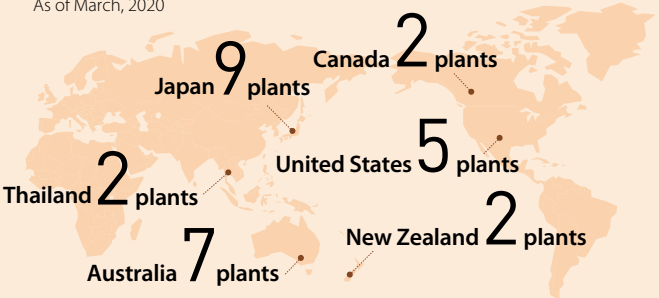 As of March, 2020
Canada 2 plants
Japan 9 plants
United States 5 plants
Thailand 2 plants
New Zealand 2 plants
Australia 7 plants